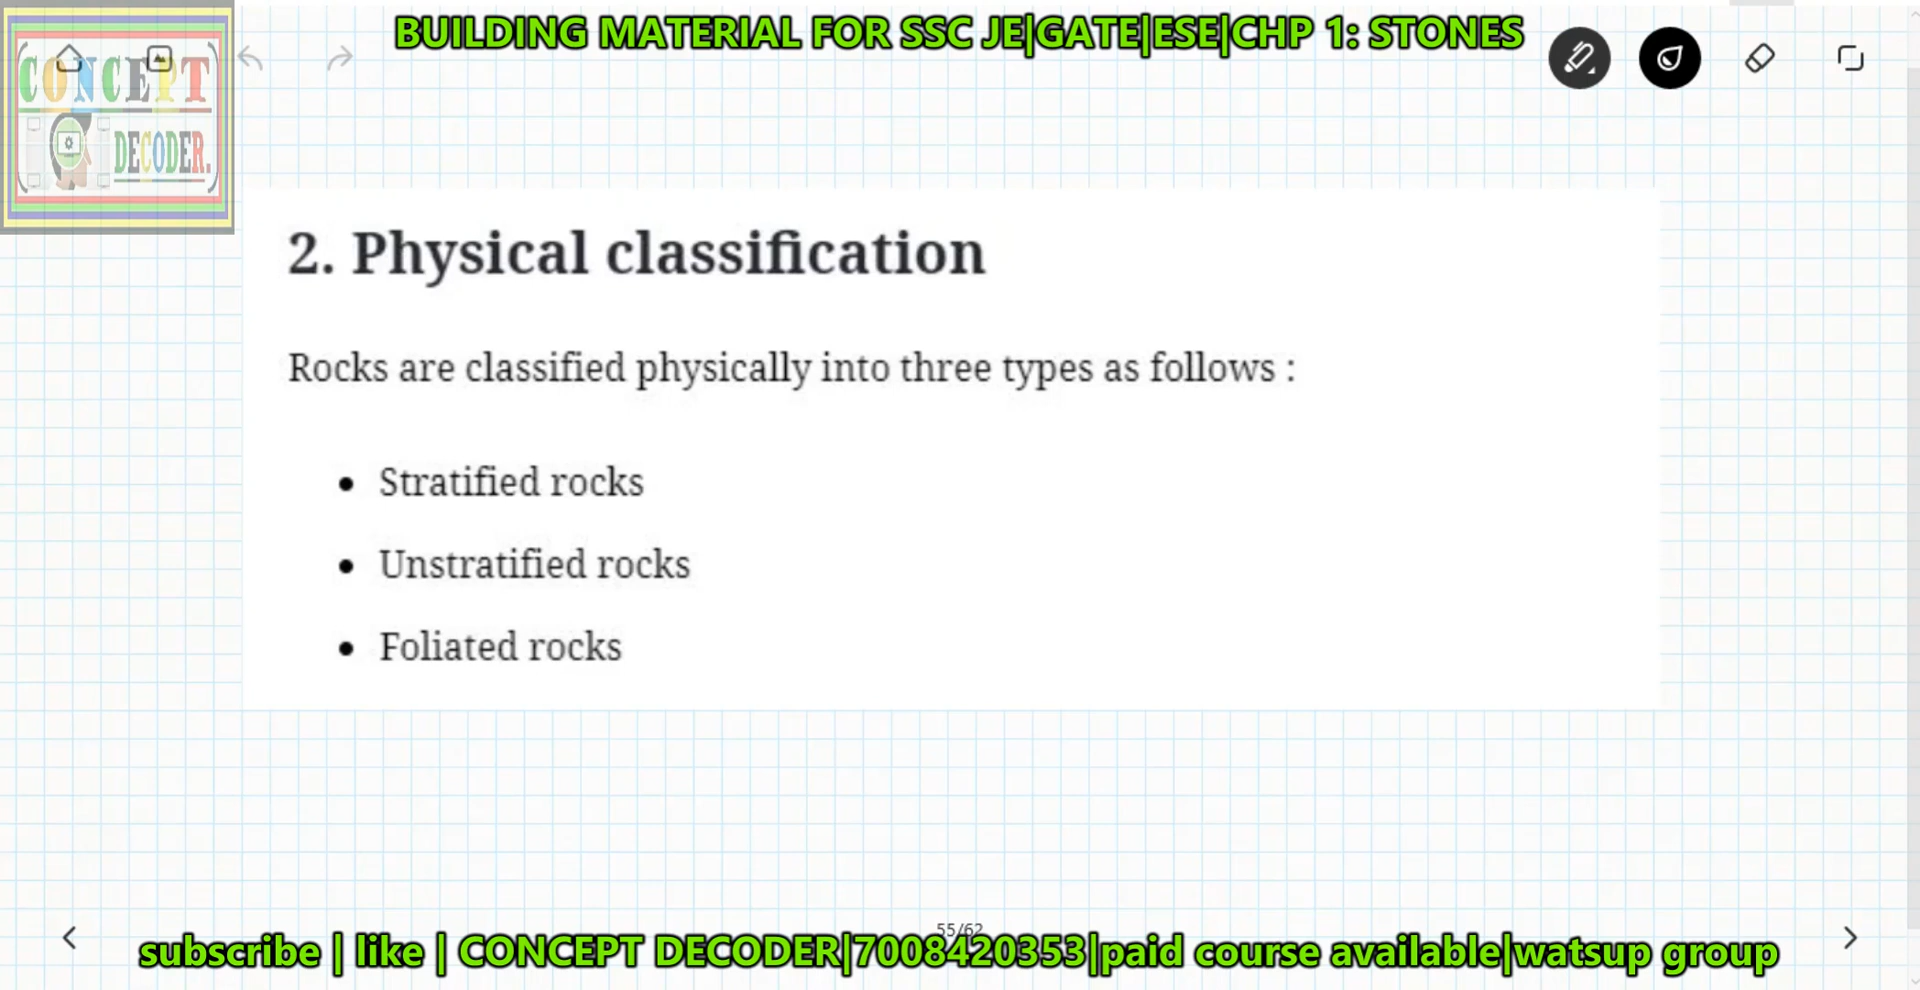 BUILDING MATERIAL FOR SSC JE|GATE|ESE|CHP 1: STONES
CONCEPT
DECODER.
2. Physical classification
Rocks are classified physically into three types as follows :
• Stratified rocks
• Unstratified rocks
• Foliated rocks
55/62
subscribe | like | CONCEPT DECODER|7008420353|paid course available|watsup group